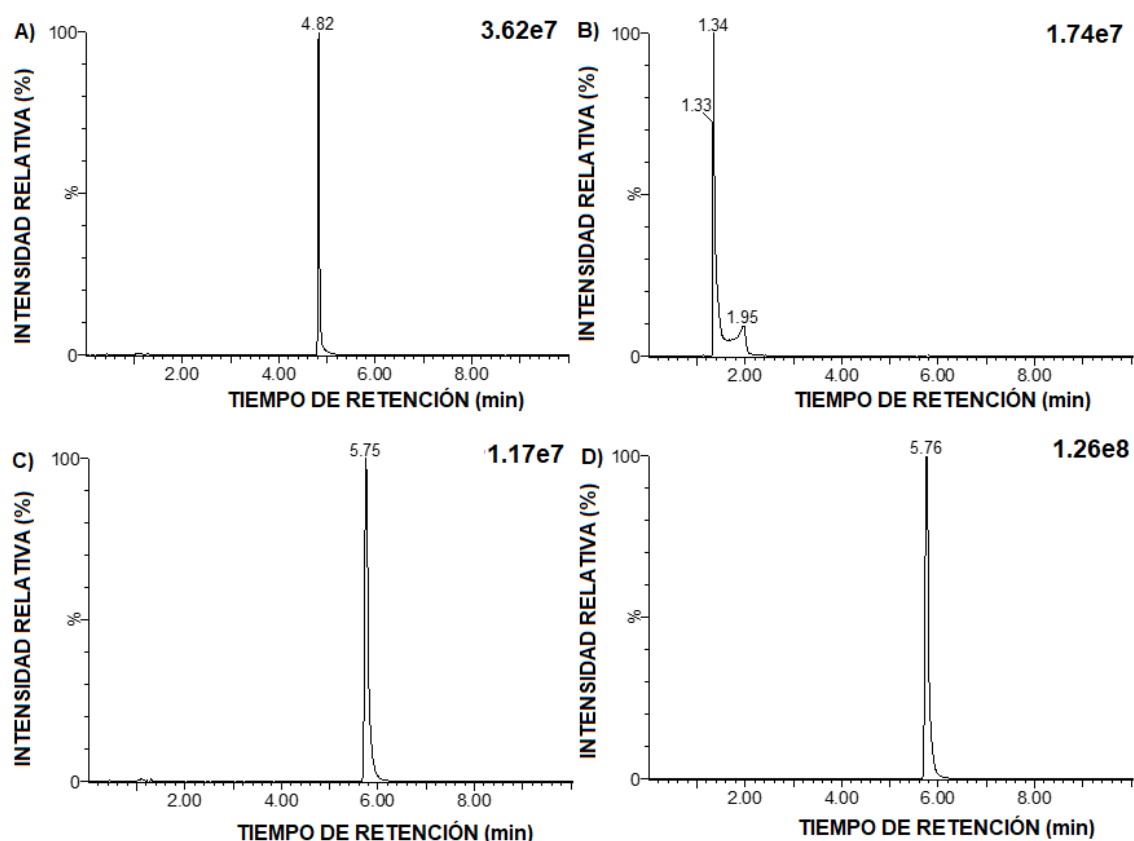 A)
3.62e7
4.82
INTENSIDAD RELATIVA (%)
100
%
0
2.00 4.00 6.00 8.00
TIEMPO DE RETENCIÓN (min)
B)
1.74e7
1.34
1.33
1.95
INTENSIDAD RELATIVA (%)
100
%
0
2.00 4.00 6.00 8.00
TIEMPO DE RETENCIÓN (min)
C)
1.17e7
5.75
INTENSIDAD RELATIVA (%)
100
%
0
2.00 4.00 6.00 8.00
TIEMPO DE RETENCIÓN (min)
D)
1.26e8
5.76
INTENSIDAD RELATIVA (%)
100
%
0
2.00 4.00 6.00 8.00
TIEMPO DE RETENCIÓN (min)